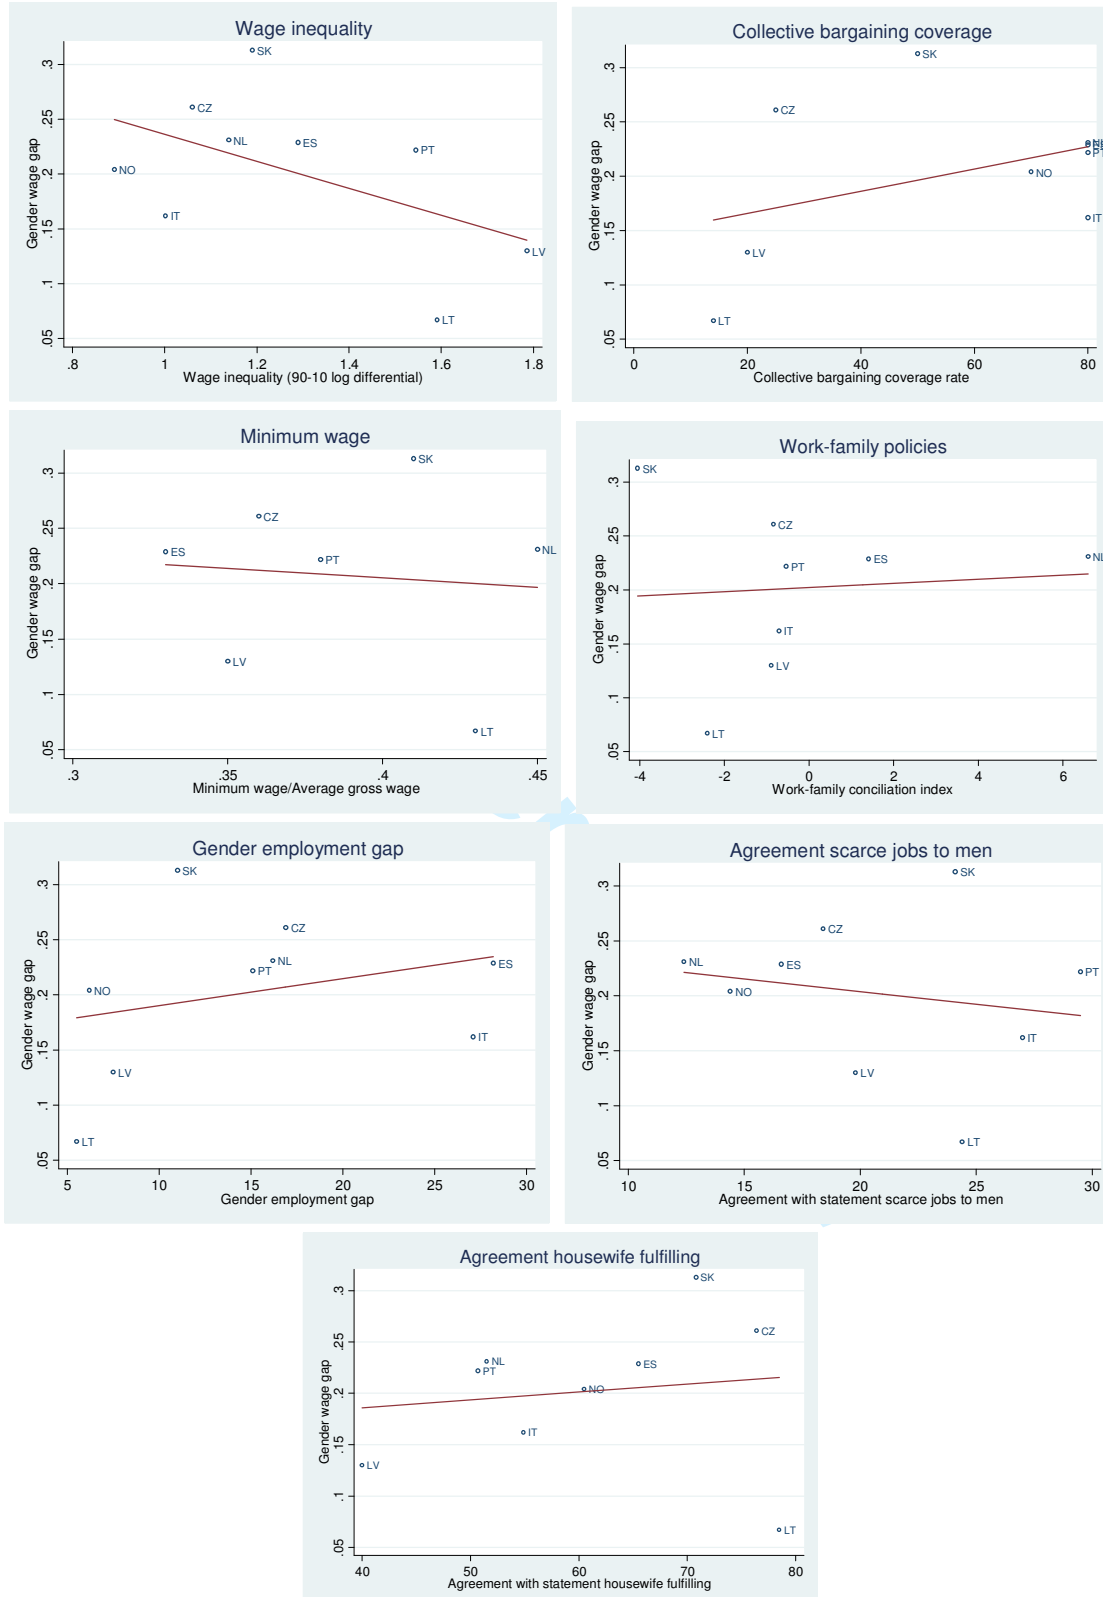 Wage inequality
Gender wage gap
.3
.25
.2
.15
.1
.05
SK
CZ
NL
ES
PT
NO
IT
LV
LT
.8
1
1.2
1.4
1.6
1.8
Wage inequality (90-10 log differential)
Collective bargaining coverage
Gender wage gap
.3
.25
.2
.15
.1
.05
SK
CZ
NO
IT
LV
LT
0
20
40
60
80
Collective bargaining coverage rate
Minimum wage
Gender wage gap
.3
.25
.2
.15
.1
.05
SK
CZ
ES
PT
NL
LV
LT
.3
.35
.4
.45
Minimum wage/Average gross wage
Work-family policies
Gender wage gap
.3
.25
.2
.15
.1
.05
SK
CZ
PT
ES
NL
IT
LV
LT
-4
-2
0
2
4
6
Work-family conciliation index
Gender employment gap
Gender wage gap
.3
.25
.2
.15
.1
.05
SK
CZ
NL
PT
ES
NO
IT
LV
LT
5
10
15
20
25
30
Gender employment gap
Agreement scarce jobs to men
Gender wage gap
.3
.25
.2
.15
.1
.05
SK
CZ
NL
ES
PT
NO
IT
LV
LT
10
15
20
25
30
Agreement with statement scarce jobs to men
Agreement housewife fulfilling
Gender wage gap
.3
.25
.2
.15
.1
.05
SK
CZ
NL
PT
ES
NO
IT
LV
LT
40
50
60
70
80
Agreement with statement housewife fulfilling